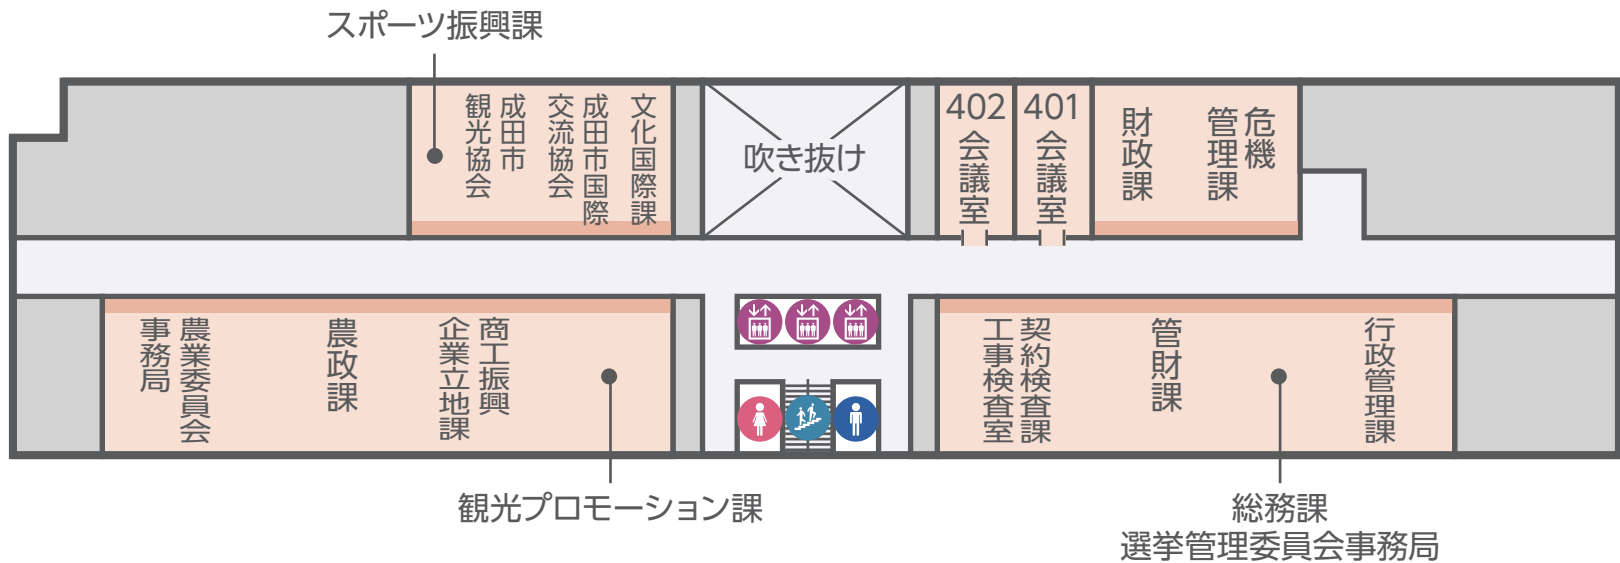 スポーツ振興課
観光協会
成田市
交流協会
成田市国際
文化国際課
吹き抜け
402
会議室
401
会議室
財政課
危機
管理課
農業委員会
事務局
農政課
商工振興
企業立地課
観光プロモーション課
契約検査課
工事検査室
管財課
行政管理課
総務課
選挙管理委員会事務局